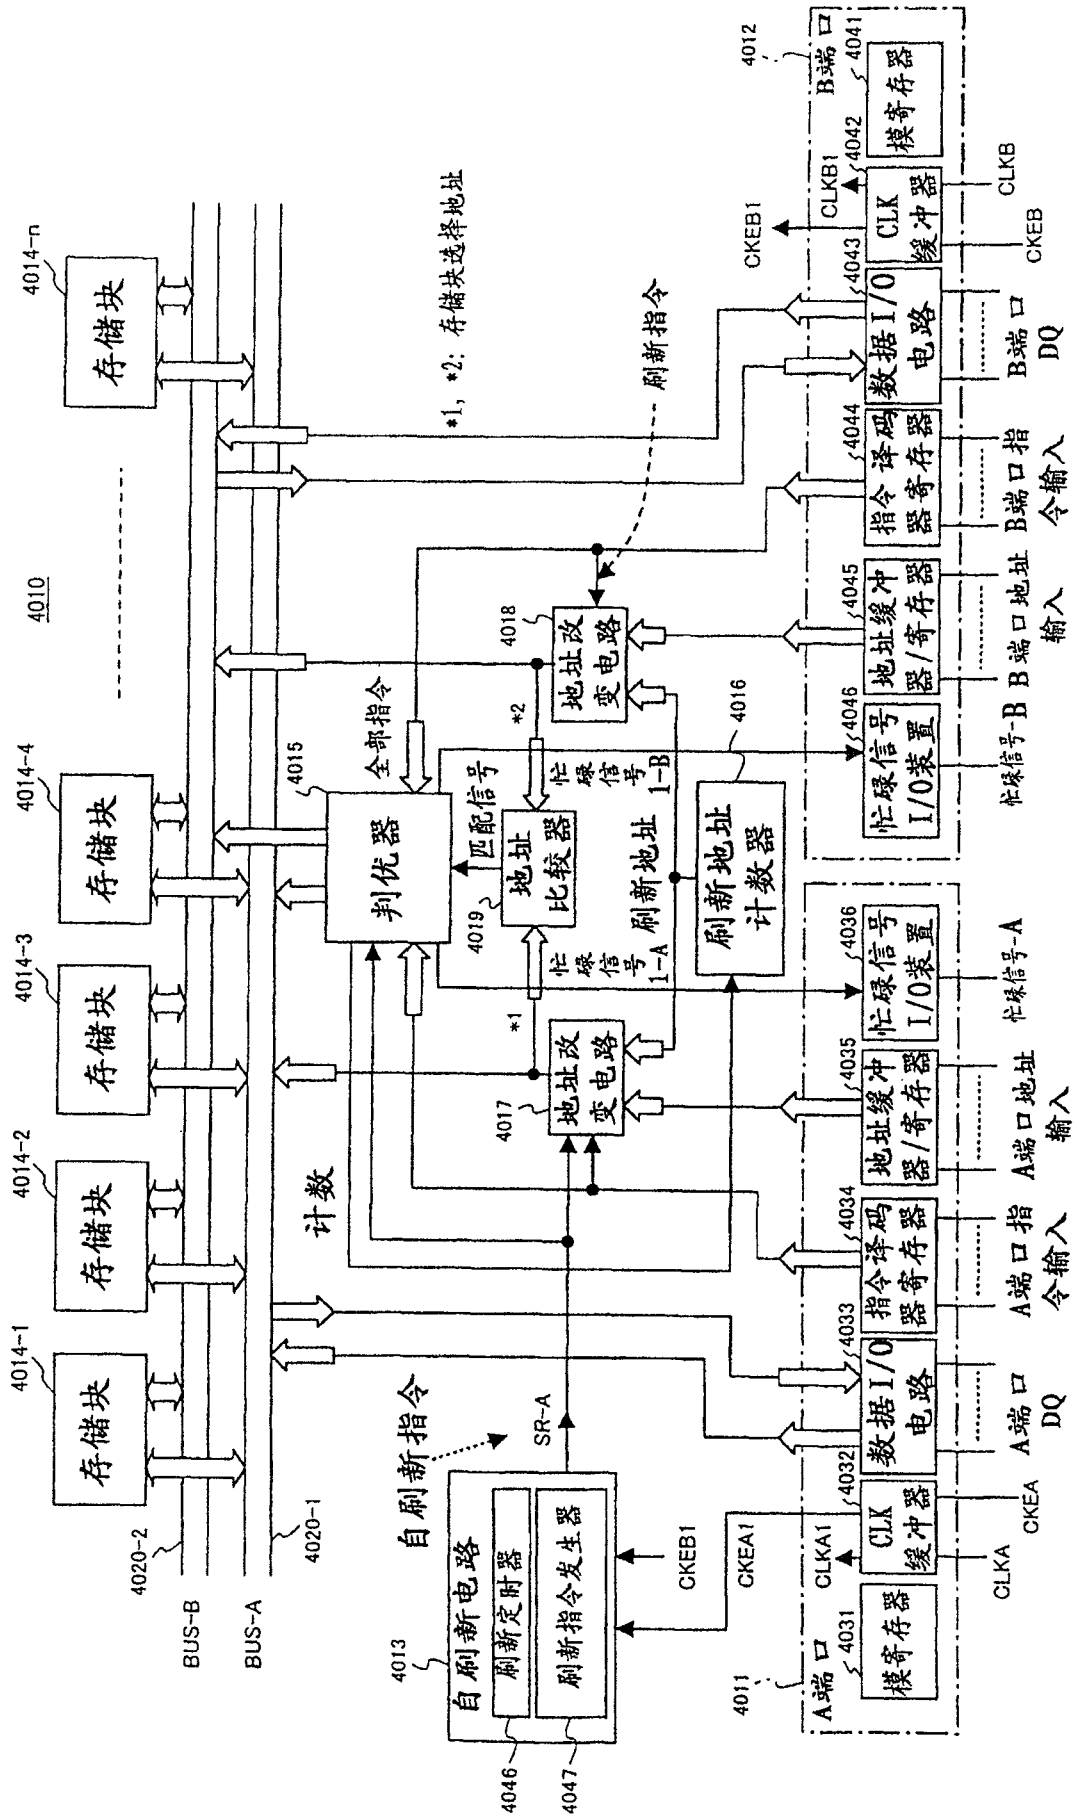 4010
4014-1
存储块
4014-2
存储块
4014-3
存储块
4014-4
存储块
4014-n
存储块
4020-2
BUS-B
BUS-A
4020-1
*1, *2: 存储块选择地址
计数
4015
判优器
全部指令
匹配信号
4019
地址
比较器
*1
*2
4017
地址改
变电路
4018
地址改
变电路
刷新指令
忙碌
信号
1-A
忙碌
信号
1-B
刷新地址
4016
刷新地址
计数器
自刷新指令
SR-A
4013
自刷新电路
刷新定时器
4046
刷新指令发生器
4047
CKEB1
CKEA1
CLKA1
4011
A端口
4031
模寄存器
4032
CLK
缓冲器
4033
数据I/O
电路
4034
指令译码
器寄存器
4035
地址缓冲
器/寄存器
4036
忙碌信号
I/O装置
CLKA
CKEA
A端口
DQ
A端口指
令输入
A端口地址
输入
忙碌信号-A
4012
B端口
4046
忙碌信号
I/O装置
4045
地址缓冲
器/寄存器
4044
指令译码
器寄存器
4043
数据I/O
电路
4042
CLK
缓冲器
4041
模寄存器
CKEB1
CLKB1
忙碌信号-B
B端口地址
输入
B端口指
令输入
B端口
DQ
CKEB
CLKB